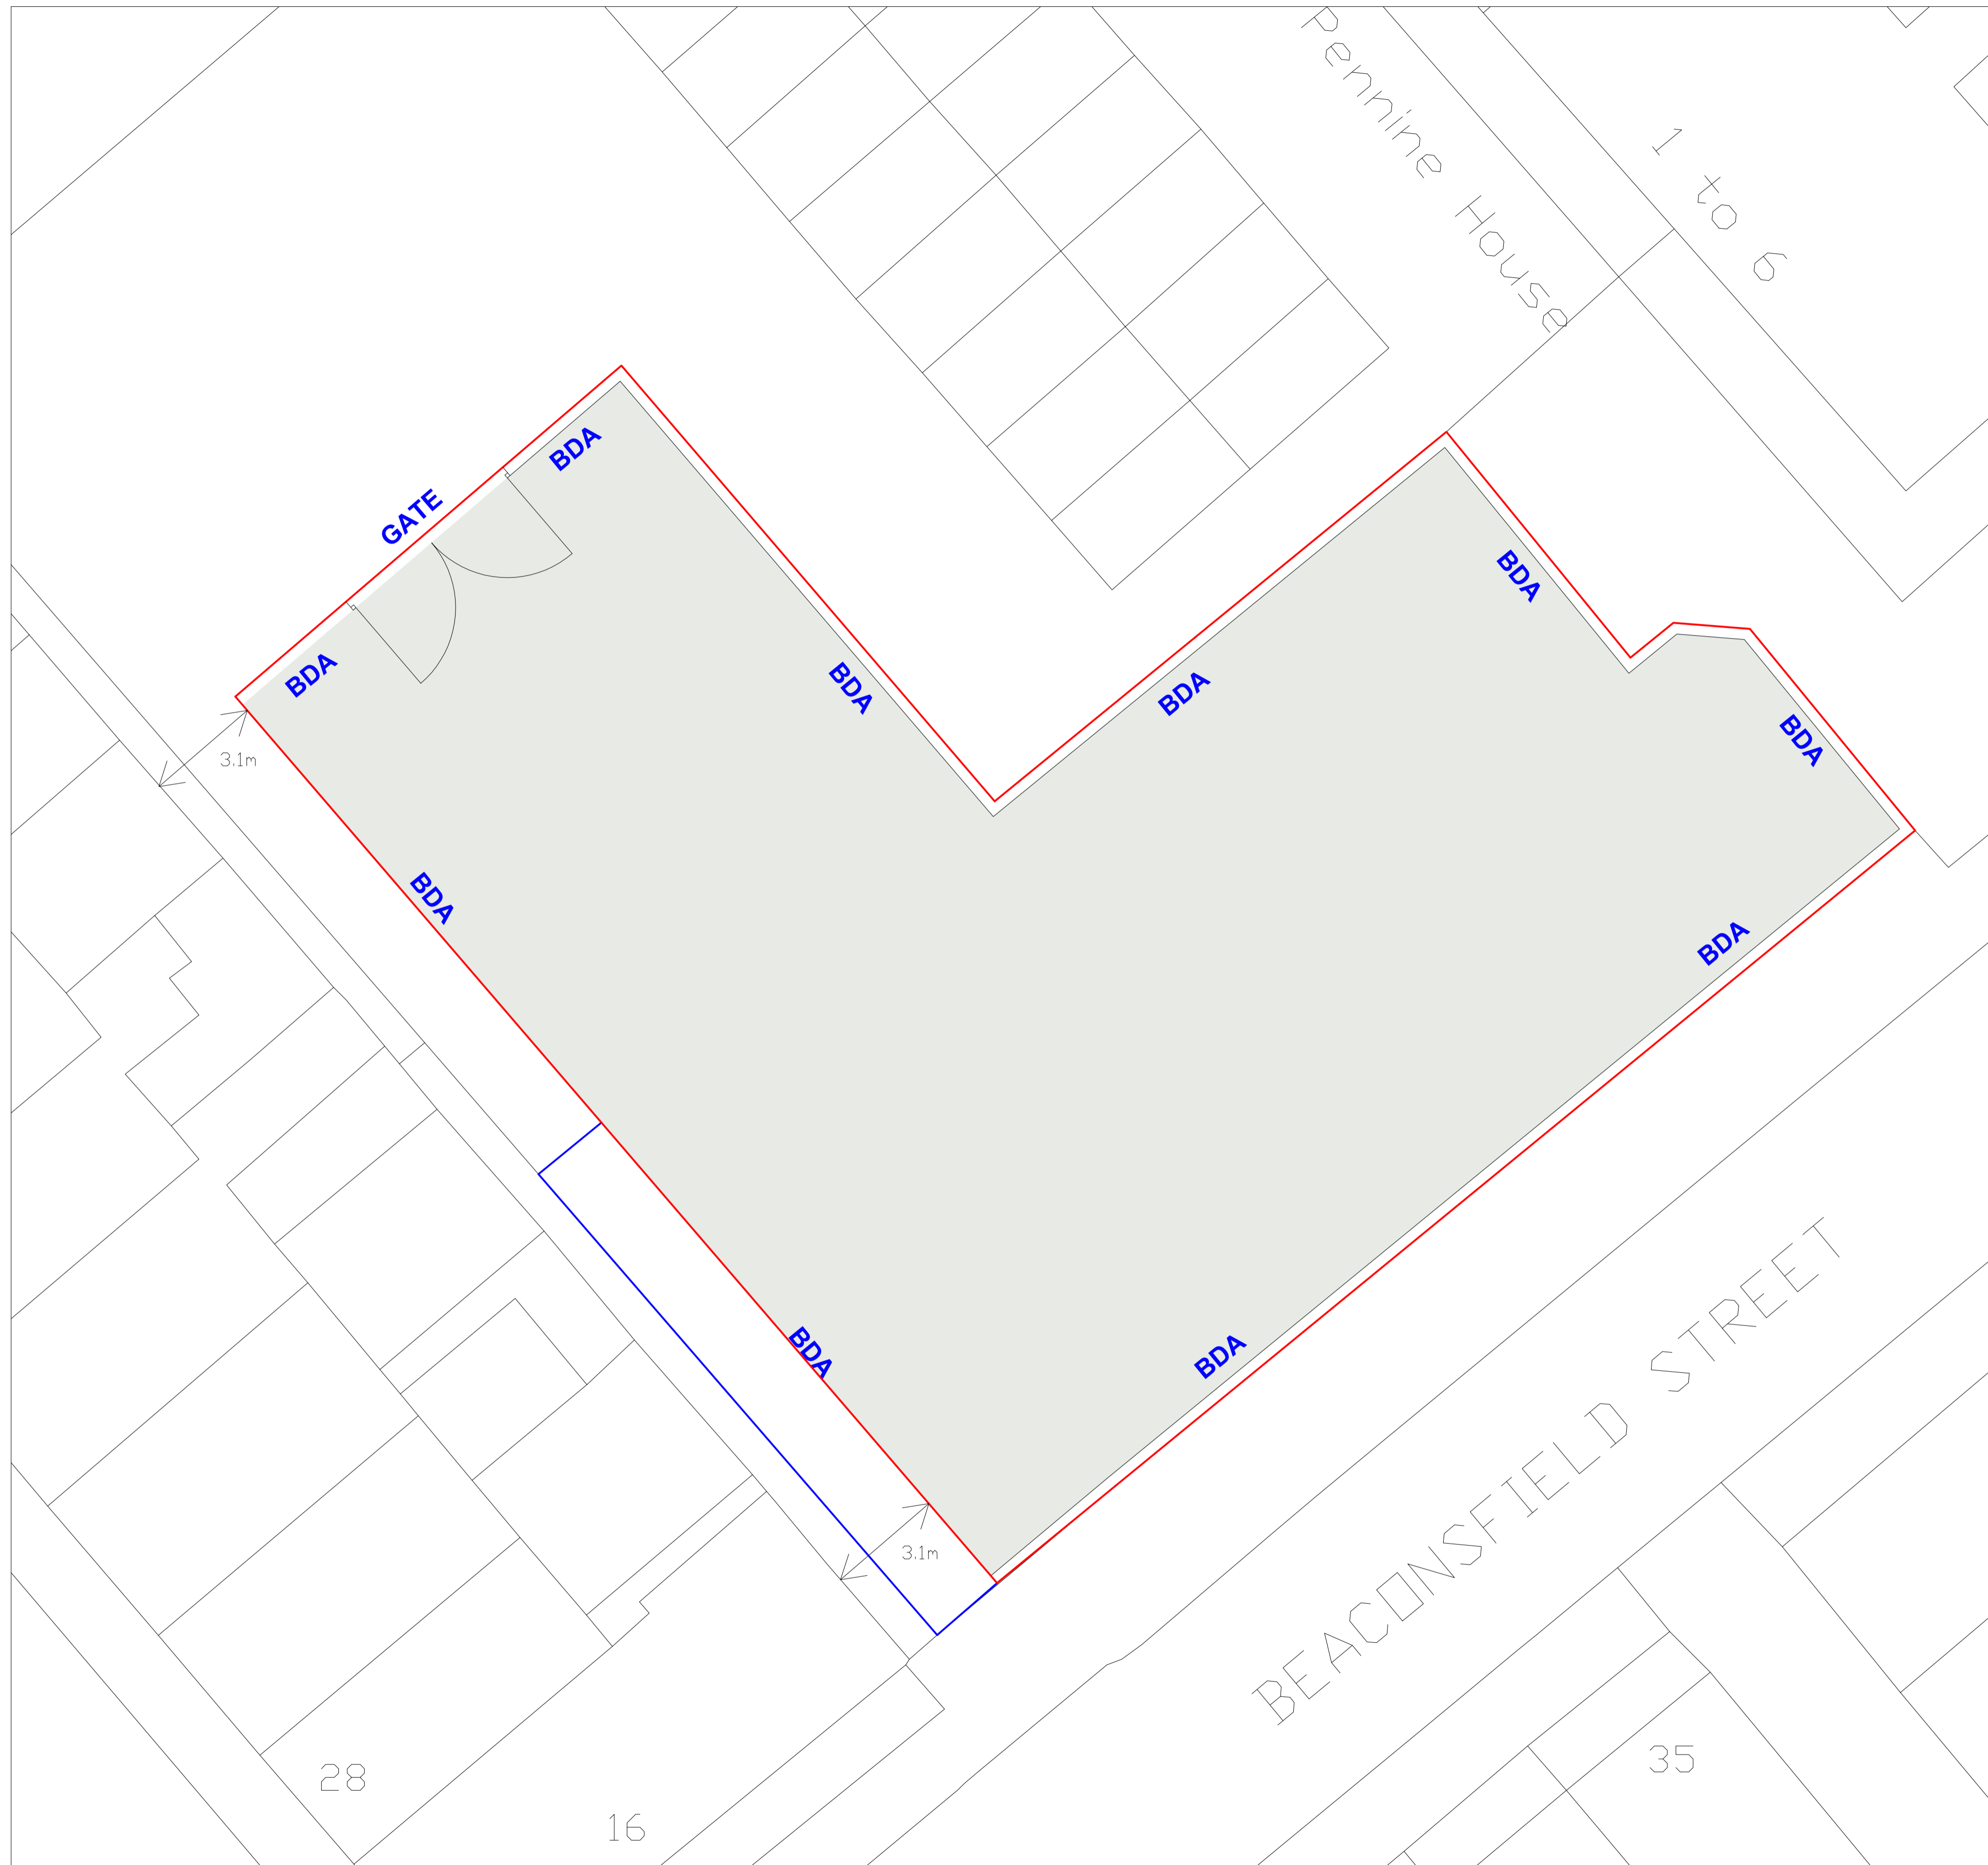 Pennine House
1 to 6
BDA
GATE
BDA
BDA
BDA
BDA
BDA
3.1m
BDA
BDA
BDA
BDA
3.1m
BEACONSFIELD STREET
28
16
35